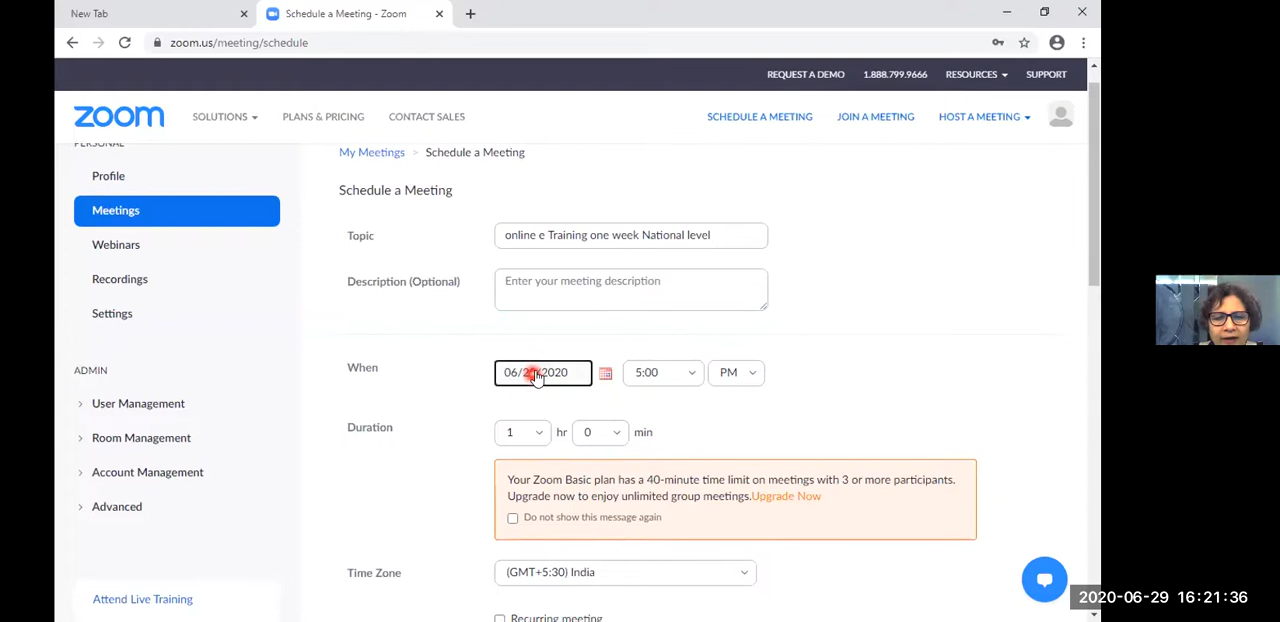 New Tab
Schedule a Meeting - Zoom
zoom.us/meeting/schedule
REQUEST A DEMO 1.888.799.9666 RESOURCES SUPPORT
zoom SOLUTIONS PLANS & PRICING CONTACT SALES SCHEDULE A MEETING JOIN A MEETING HOST A MEETING
PERSONAL
Profile
Meetings
Webinars
Recordings
Settings
ADMIN
User Management
Room Management
Account Management
Advanced
Attend Live Training
My Meetings > Schedule a Meeting
Schedule a Meeting
Topic online e Training one week National level
Description (Optional) Enter your meeting description
When 06/2 /2020 5:00 PM
Duration 1 hr 0 min
Your Zoom Basic plan has a 40-minute time limit on meetings with 3 or more participants.
Upgrade now to enjoy unlimited group meetings.Upgrade Now
Do not show this message again
Time Zone (GMT+5:30) India
Recurring meeting
2020-06-29 16:21:36